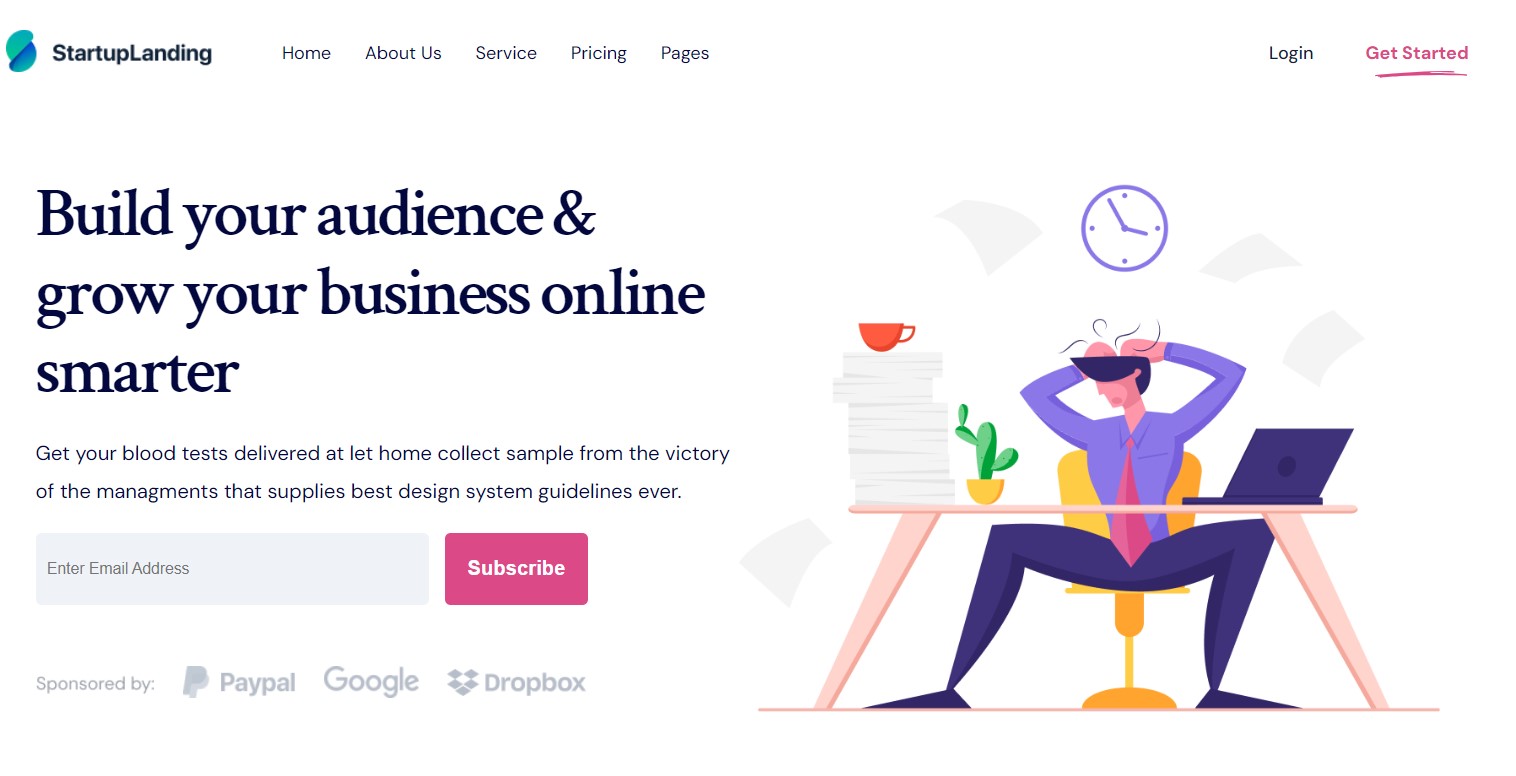 StartupLanding
Home About Us Service Pricing Pages
Login Get Started
Build your audience &
grow your business online
smarter
Get your blood tests delivered at let home collect sample from the victory
of the managments that supplies best design system guidelines ever.
Enter Email Address
Subscribe
Sponsored by: Paypal Google Dropbox